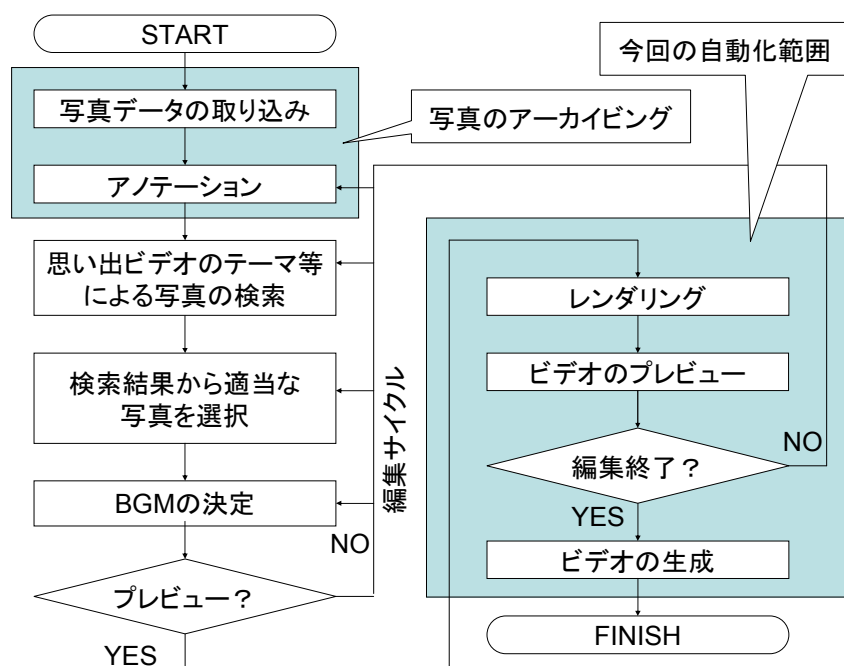 START
今回の自動化範囲
写真データの取り込み
写真のアーカイビング
アノテーション
思い出ビデオのテーマ等
による写真の検索
検索結果から適当な
写真を選択
BGMの決定
NO
プレビュー？
YES
編集サイクル
レンダリング
ビデオのプレビュー
編集終了？
NO
YES
ビデオの生成
FINISH